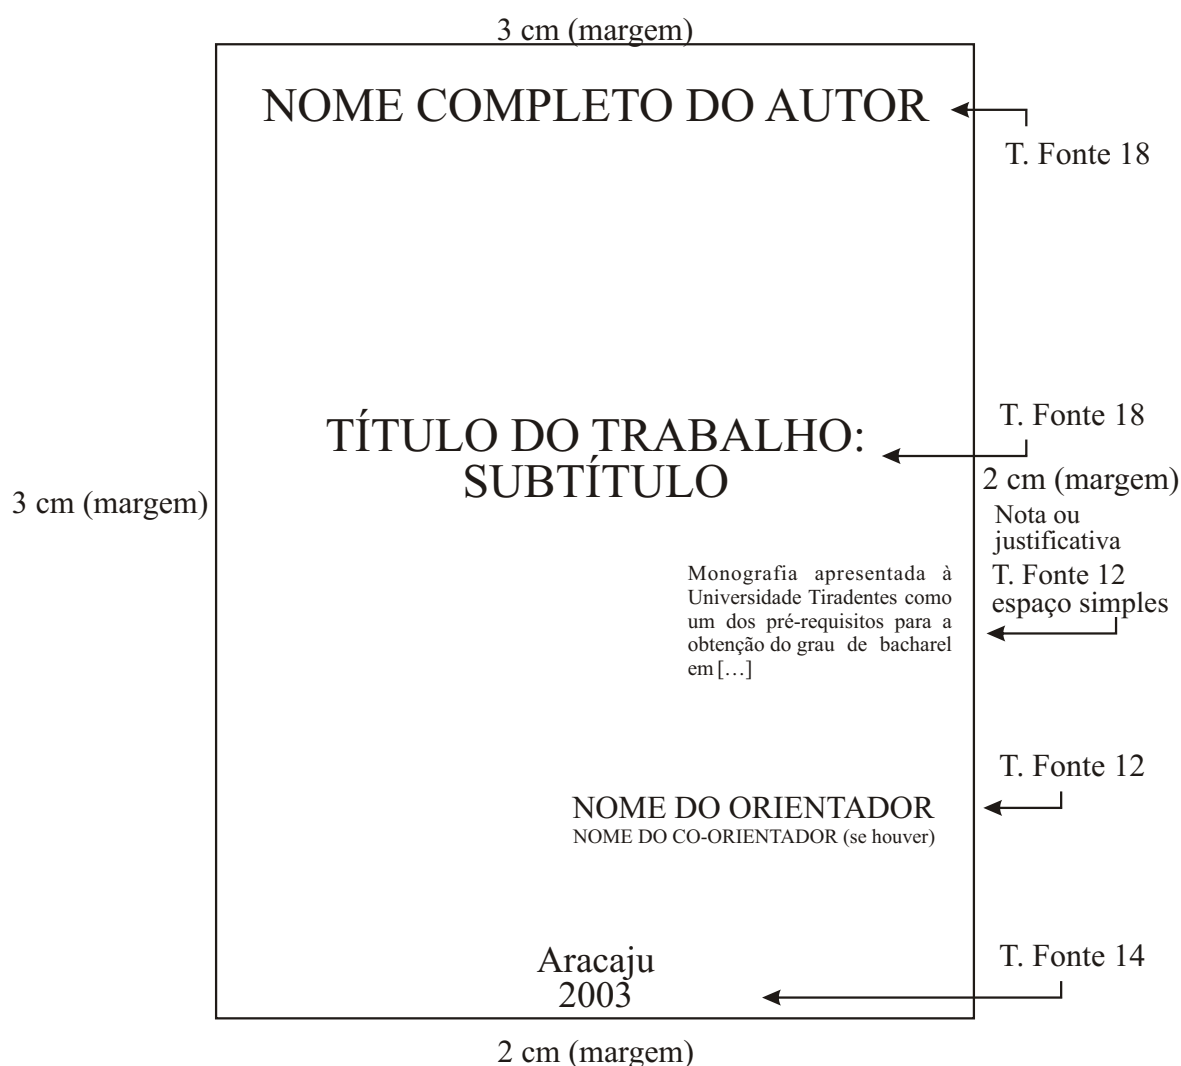 3 cm (margem)
NOME COMPLETO DO AUTOR
T. Fonte 18
TÍTULO DO TRABALHO:
SUBTÍTULO
T. Fonte 18
3 cm (margem)
2 cm (margem)
Nota ou
justificativa
T. Fonte 12
espaço simples
Monografia apresentada à
Universidade Tiradentes como
um dos pré-requisitos para a
obtenção do grau de bacharel
em […]
T. Fonte 12
NOME DO ORIENTADOR
NOME DO CO-ORIENTADOR (se houver)
Aracaju
2003
T. Fonte 14
2 cm (margem)